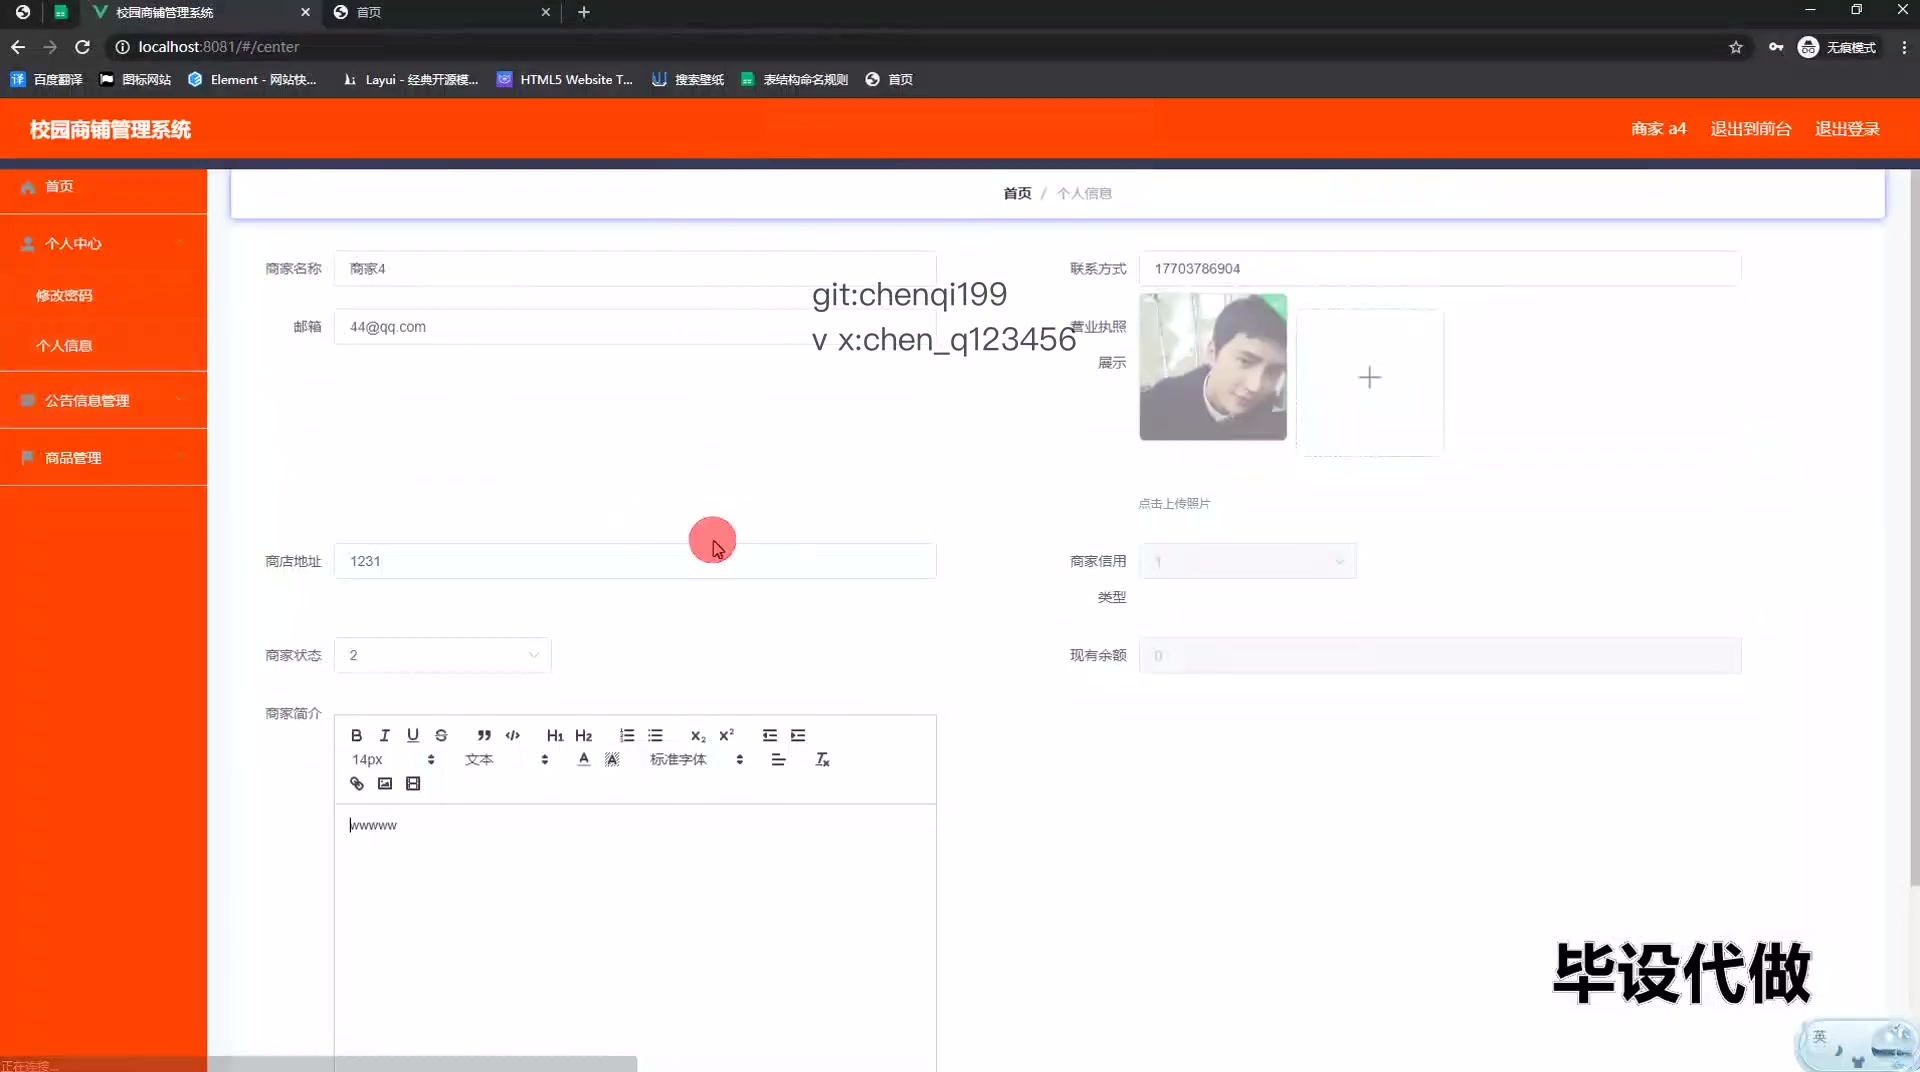 校园商铺管理系统
首页
localhost:8081/#/center
无痕模式
百度翻译
图标网站
Element - 网站快...
Layui - 经典开源模...
HTML5 Website T...
搜索壁纸
表结构命名规则
首页
校园商铺管理系统
商家 a4
退出到前台
退出登录
首页
个人中心
修改密码
个人信息
公告信息管理
商品管理
首页 / 个人信息
商家名称 商家4
联系方式 17703786904
git:chenqi199
邮箱 44@qq.com
v x:chen_q123456
营业执照
展示
点击上传照片
商店地址 1231
商家信用 1
类型
商家状态 2
现有余额 0
商家简介
B I U S H1 H2 x2 x2
14px 文本 A A 标准字体
wwwww
毕设代做
英
正在连接...